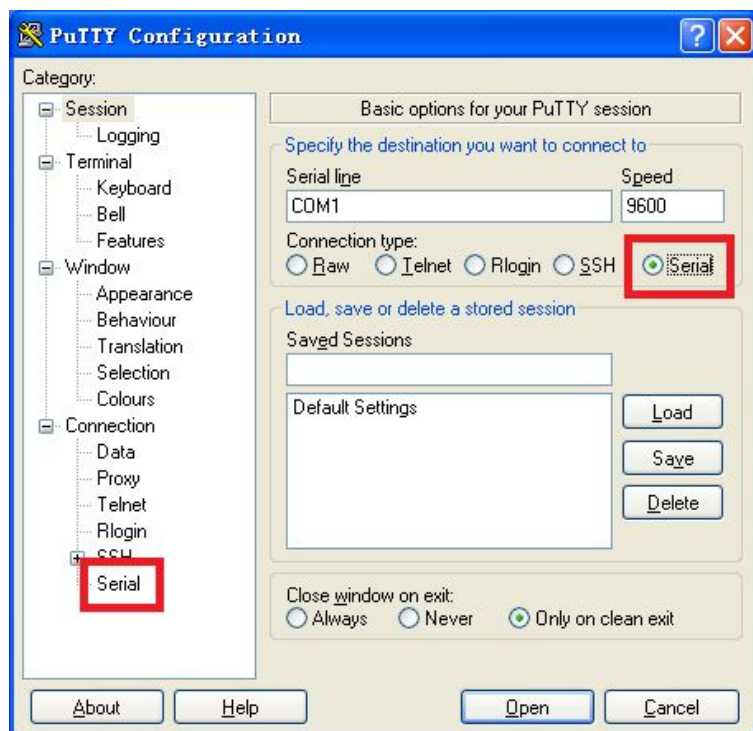 PuTTY Configuration
Category:
Session
Logging
Terminal
Keyboard
Bell
Features
Window
Appearance
Behaviour
Translation
Selection
Colours
Connection
Data
Proxy
Telnet
Rlogin
SSH
Serial
Basic options for your PuTTY session
Specify the destination you want to connect to
Serial line Speed
COM1 9600
Connection type:
Raw Telnet Rlogin SSH Serial
Load, save or delete a stored session
Saved Sessions
Default Settings
Load
Save
Delete
Close window on exit:
Always Never Only on clean exit
About Help Open Cancel